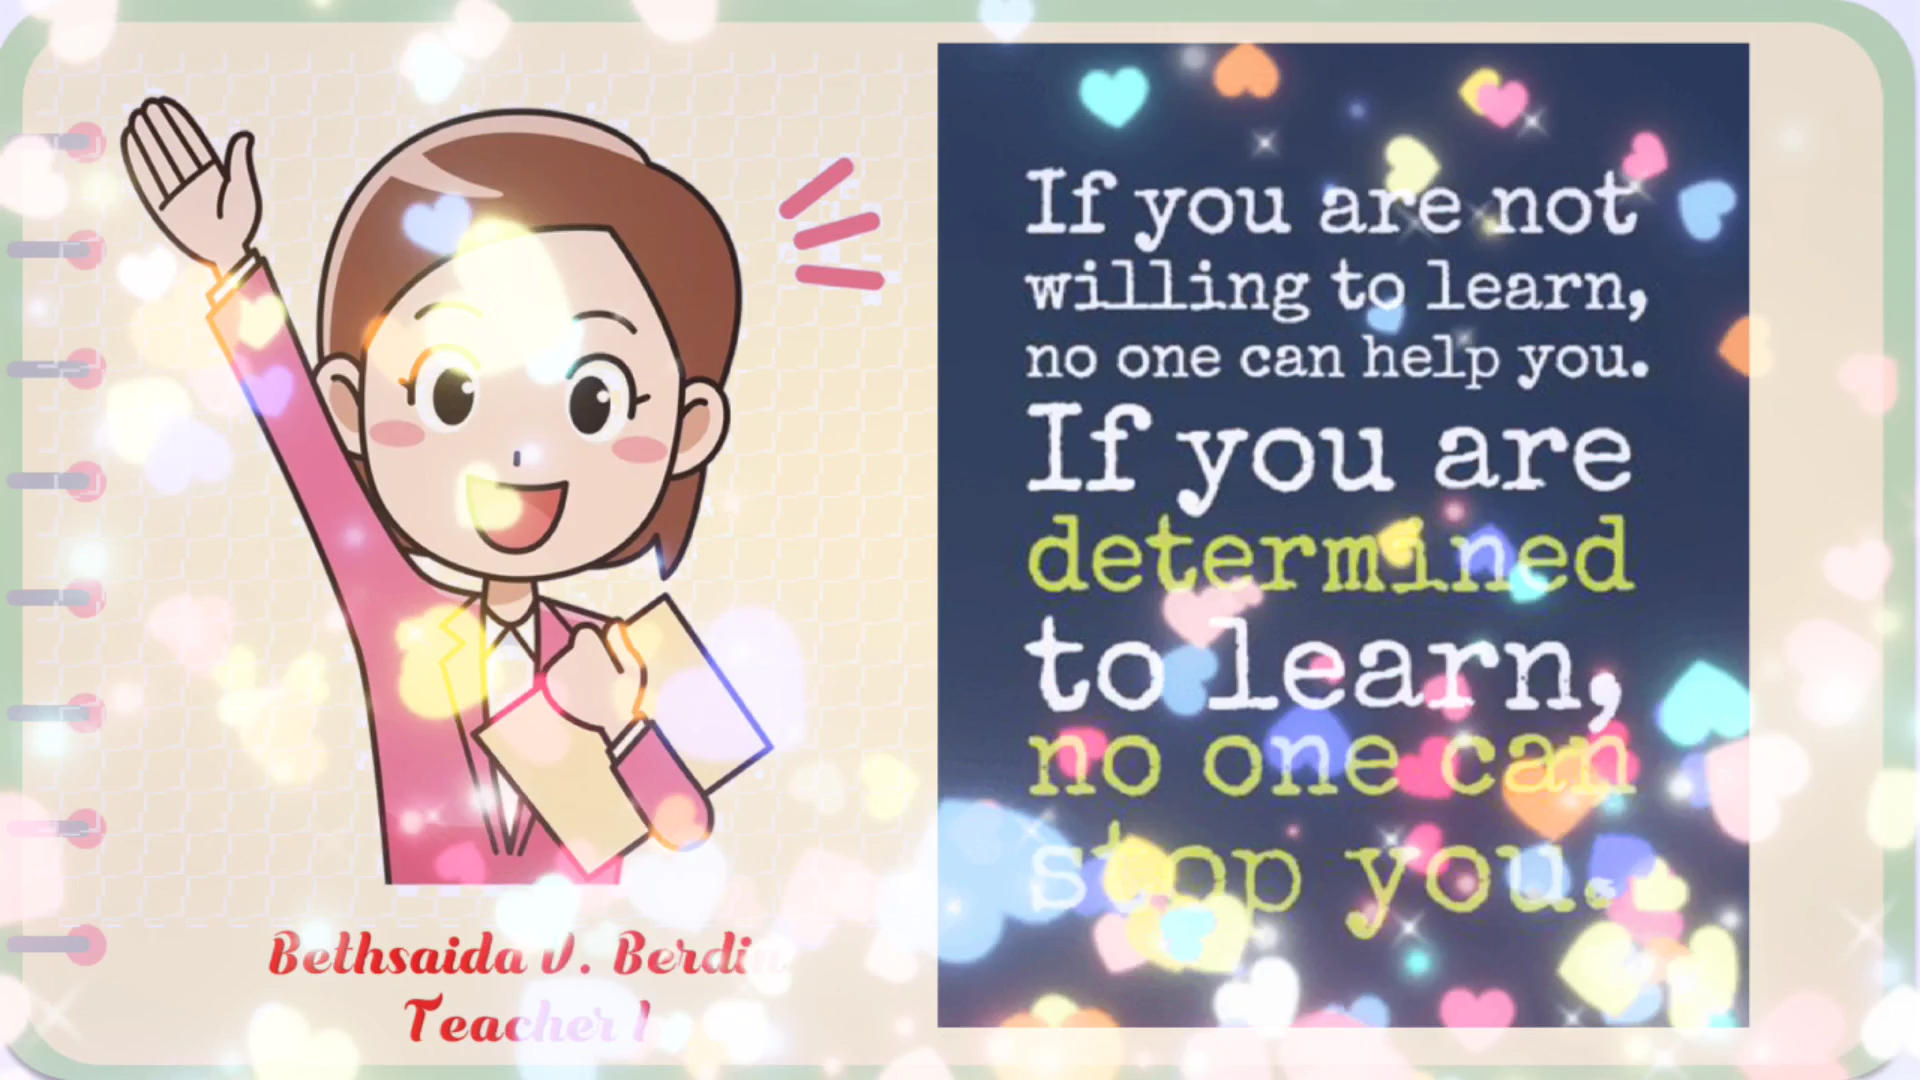 If you are not
willing to learn,
no one can help you.
If you are
determined
to learn,
no one can
stop you.
Bethsaida V. Berdin
Teacher I